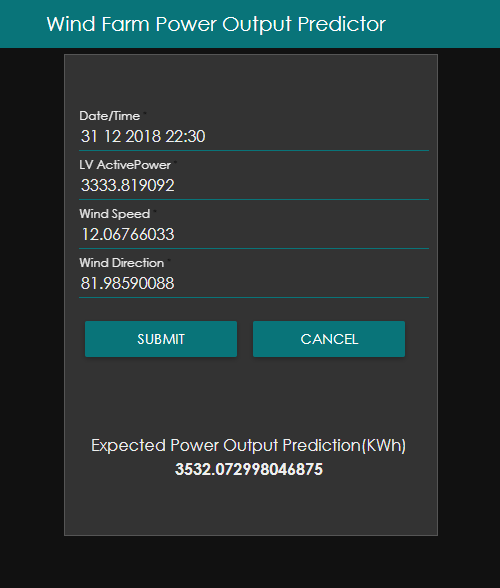 Wind Farm Power Output Predictor
Date/Time *
31 12 2018 22:30
LV ActivePower *
3333.819092
Wind Speed *
12.06766033
Wind Direction *
81.98590088
SUBMIT CANCEL
Expected Power Output Prediction(KWh)
3532.072998046875